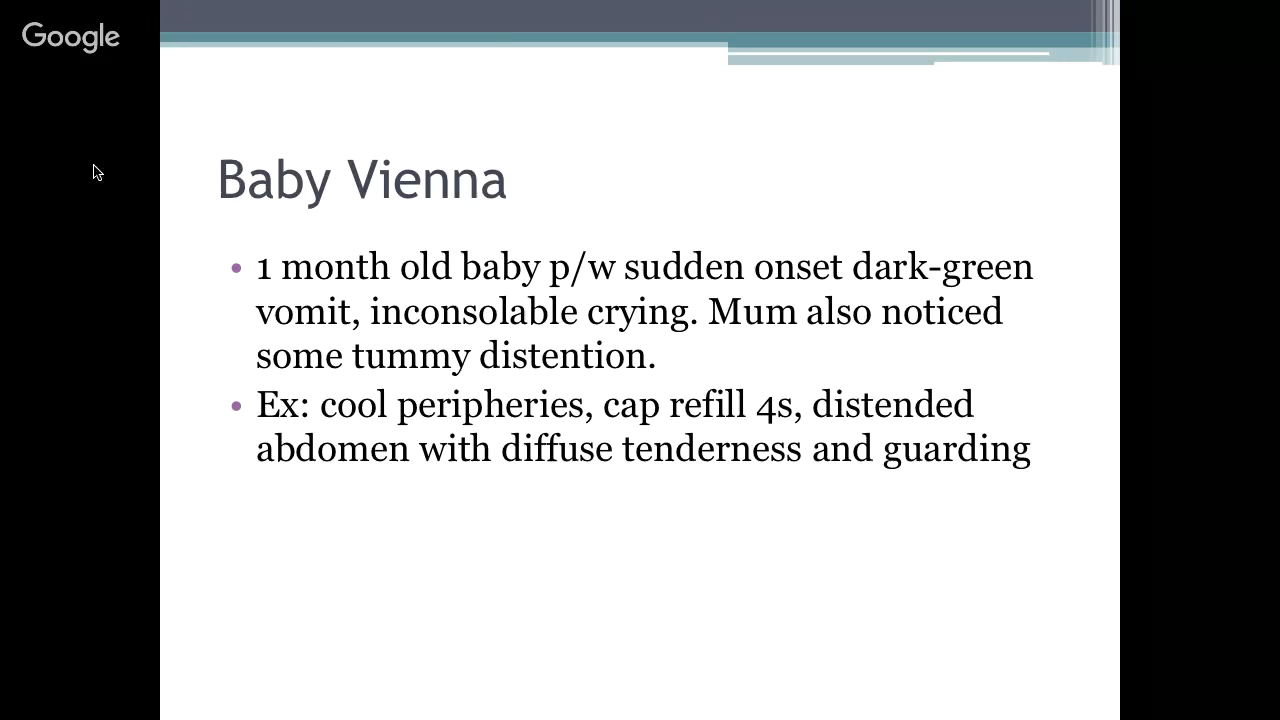 Google
Baby Vienna
• 1 month old baby p/w sudden onset dark-green
vomit, inconsolable crying. Mum also noticed
some tummy distention.
• Ex: cool peripheries, cap refill 4s, distended
abdomen with diffuse tenderness and guarding